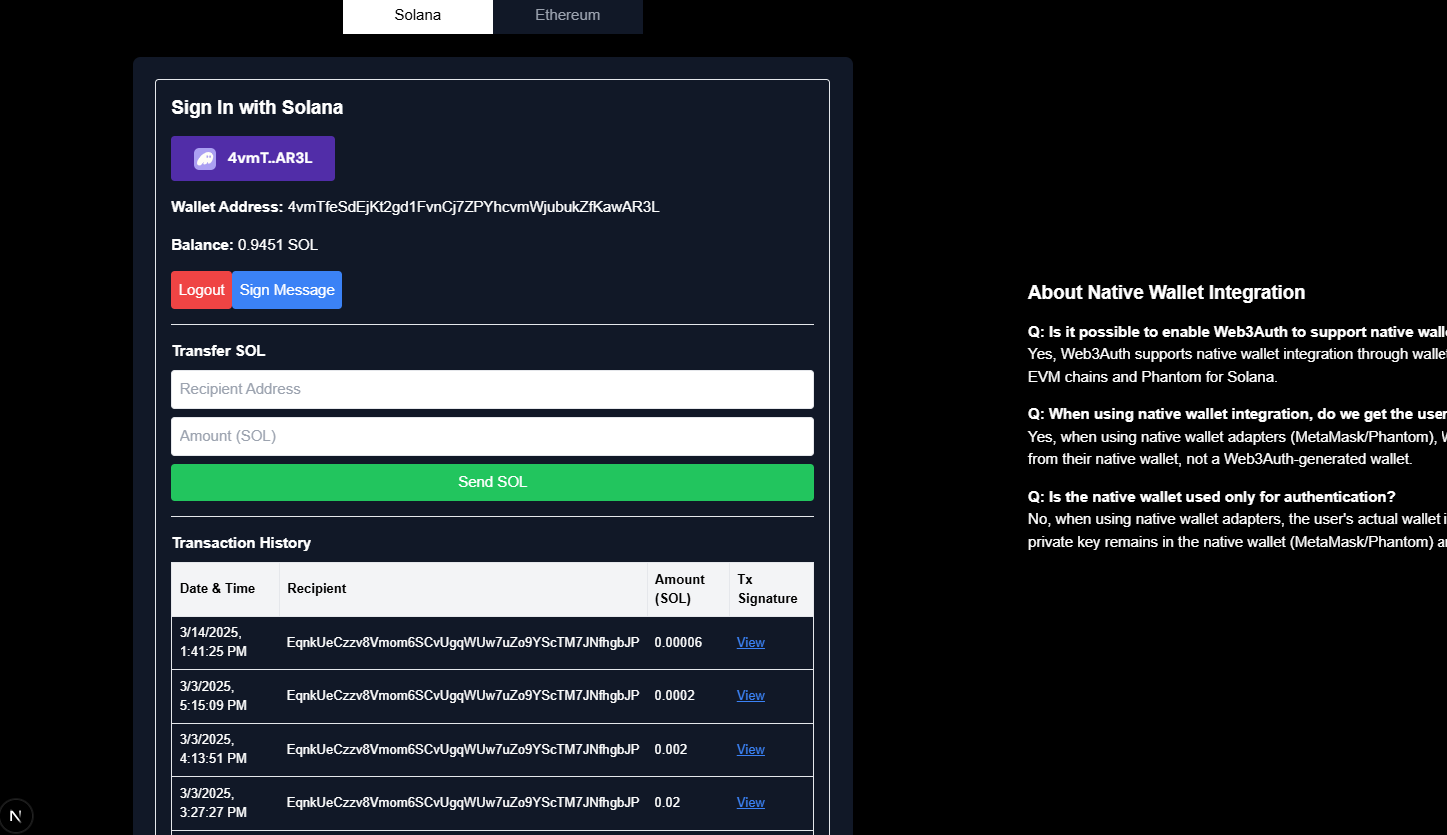 Solana
Ethereum
Sign In with Solana
4vmT..AR3L
Wallet Address: 4vmTfeSdEjKt2gd1FvnCj7ZPYhcvmWjubukZfKawAR3L
Balance: 0.9451 SOL
Logout
Sign Message
Transfer SOL
Recipient Address
Amount (SOL)
Send SOL
Transaction History
Date & Time Recipient Amount (SOL) Tx Signature
3/14/2025, 1:41:25 PM EqnkUeCzzv8Vmom6SCvUgqWUw7uZo9YScTM7JNfhgbJP 0.00006 View
3/3/2025, 5:15:09 PM EqnkUeCzzv8Vmom6SCvUgqWUw7uZo9YScTM7JNfhgbJP 0.0002 View
3/3/2025, 4:13:51 PM EqnkUeCzzv8Vmom6SCvUgqWUw7uZo9YScTM7JNfhgbJP 0.002 View
3/3/2025, 3:27:27 PM EqnkUeCzzv8Vmom6SCvUgqWUw7uZo9YScTM7JNfhgbJP 0.02 View
N
About Native Wallet Integration
Q: Is it possible to enable Web3Auth to support native
Yes, Web3Auth supports native wallet integration through
EVM chains and Phantom for Solana.
Q: When using native wallet integration, do we get the user
Yes, when using native wallet adapters (MetaMask/Phantom),
from their native wallet, not a Web3Auth-generated wallet.
Q: Is the native wallet used only for authentication?
No, when using native wallet adapters, the user's actual wallet
private key remains in the native wallet (MetaMask/Phantom)